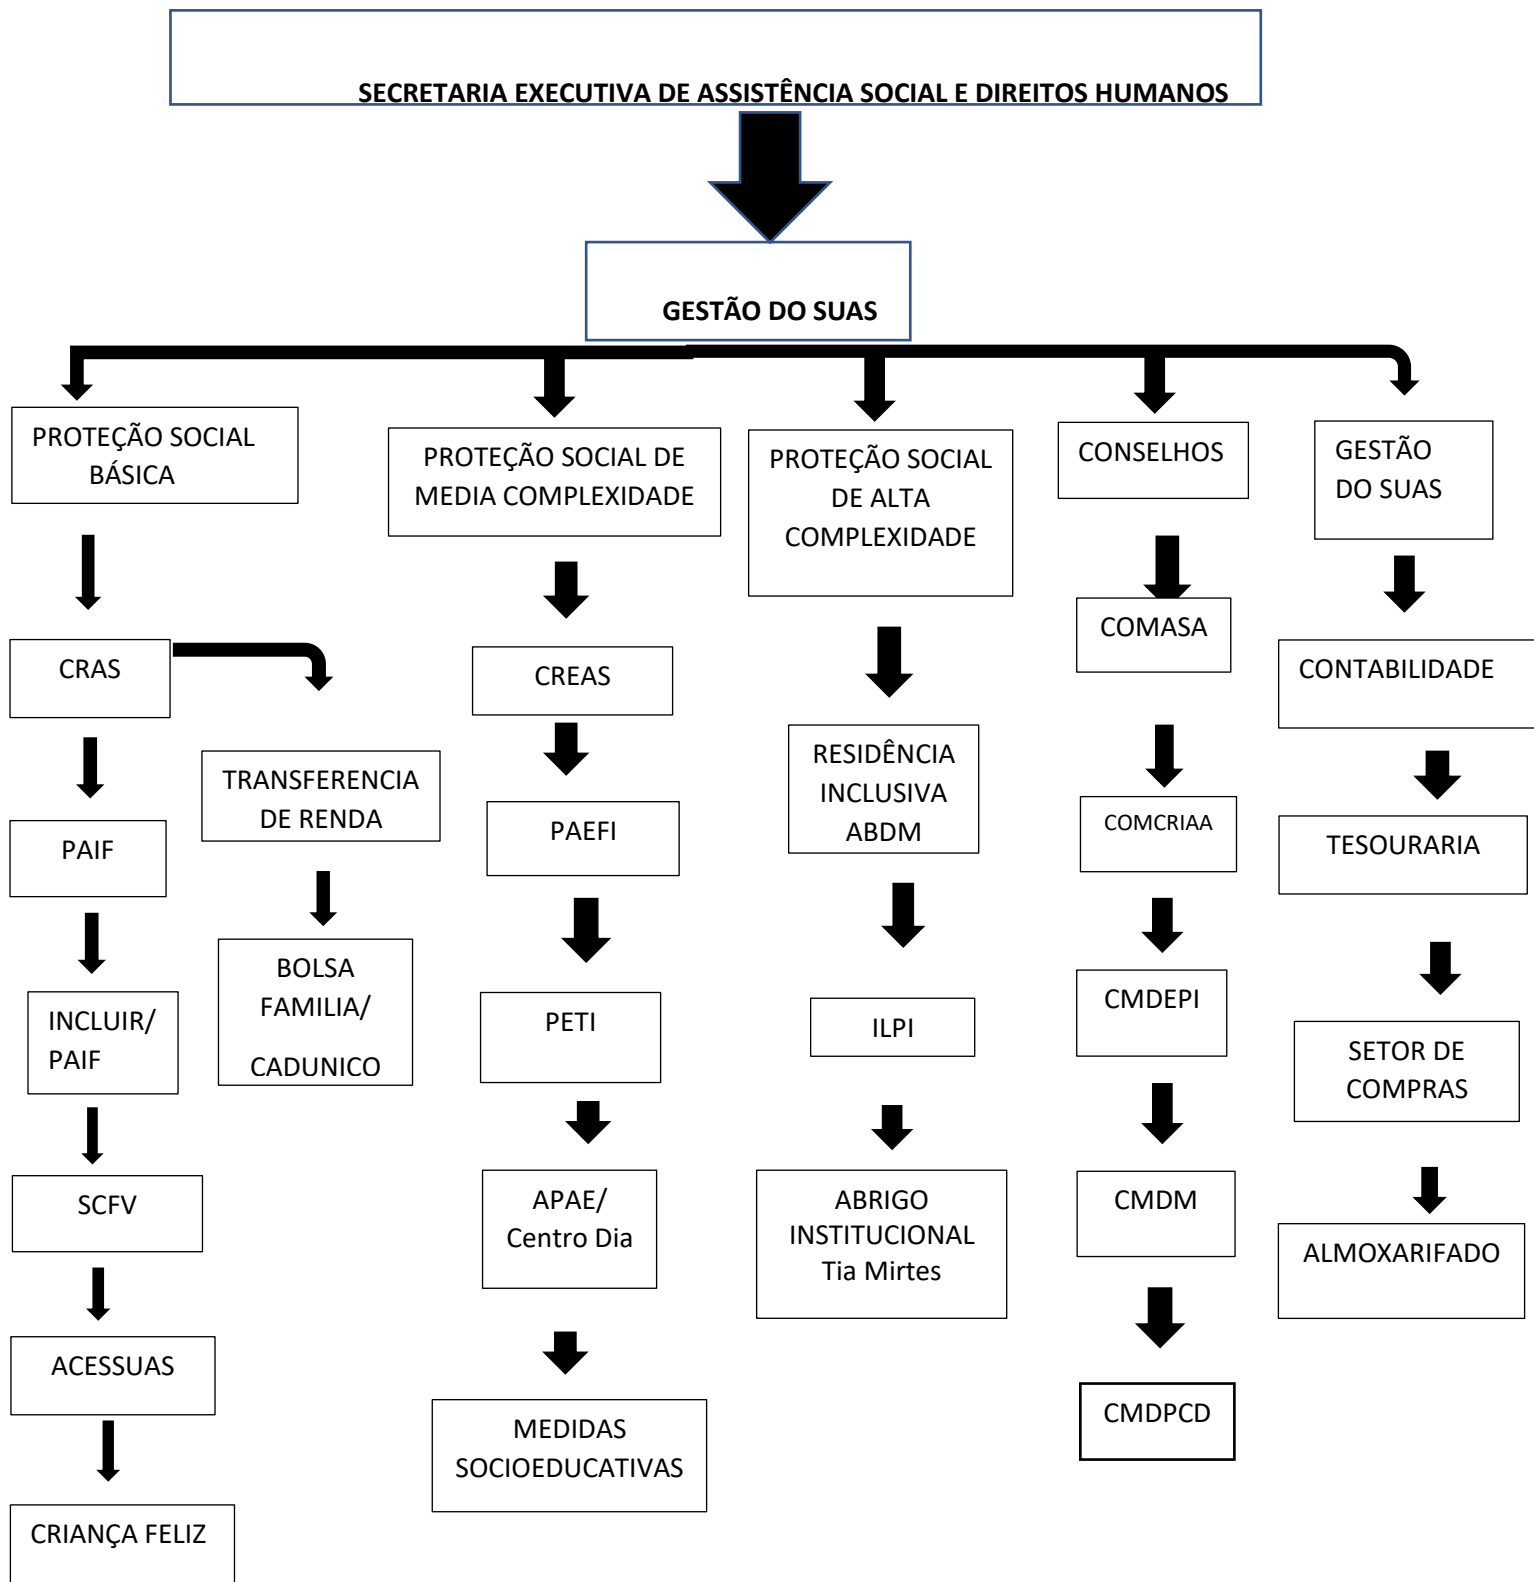 SECRETARIA EXECUTIVA DE ASSISTÊNCIA SOCIAL E DIREITOS HUMANOS
GESTÃO DO SUAS
PROTEÇÃO SOCIAL
BÁSICA
CRAS
PAIF
INCLUIR/
PAIF
SCFV
ACESSUAS
CRIANÇA FELIZ
TRANSFERENCIA
DE RENDA
BOLSA
FAMILIA/
CADUNICO
PROTEÇÃO SOCIAL DE
MEDIA COMPLEXIDADE
CREAS
PAEFI
PETI
APAE/
Centro Dia
MEDIDAS
SOCIOEDUCATIVAS
PROTEÇÃO SOCIAL
DE ALTA
COMPLEXIDADE
RESIDÊNCIA
INCLUSIVA
ABDM
ILPI
ABRIGO
INSTITUCIONAL
Tia Mirtes
CONSELHOS
COMASA
COMCRIAA
CMDEPI
CMDM
CMDPCD
GESTÃO
DO SUAS
CONTABILIDADE
TESOURARIA
SETOR DE
COMPRAS
ALMOXARIFADO